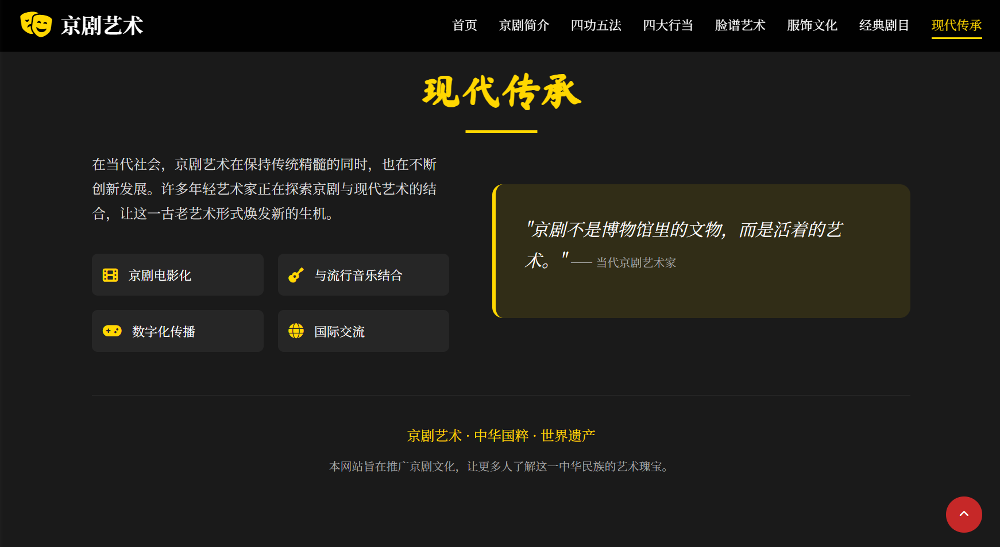 京剧艺术
首页 京剧简介 四功五法 四大行当 脸谱艺术 服饰文化 经典剧目 现代传承
现代传承
在当代社会，京剧艺术在保持传统精髓的同时，也在不断
创新发展。许多年轻艺术家正在探索京剧与现代艺术的结
合，让这一古老艺术形式焕发新的生机。
京剧电影化
与流行音乐结合
数字化传播
国际交流
"京剧不是博物馆里的文物，而是活着的艺
术。" —— 当代京剧艺术家
京剧艺术 · 中华国粹 · 世界遗产
本网站旨在推广京剧文化，让更多人了解这一中华民族的艺术瑰宝。